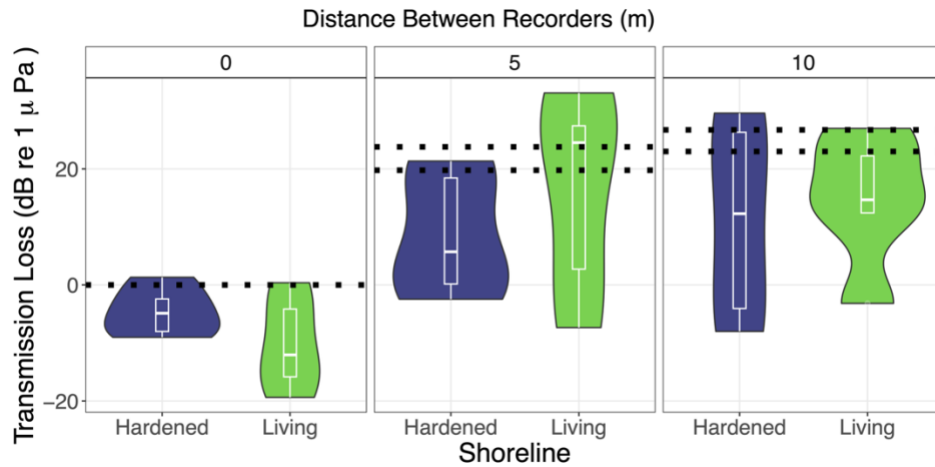 Distance Between Recorders (m)
0 5 10
Transmission Loss (dB re 1 μ Pa )
20
0
−20
Hardened Living Hardened Living Hardened Living
Shoreline